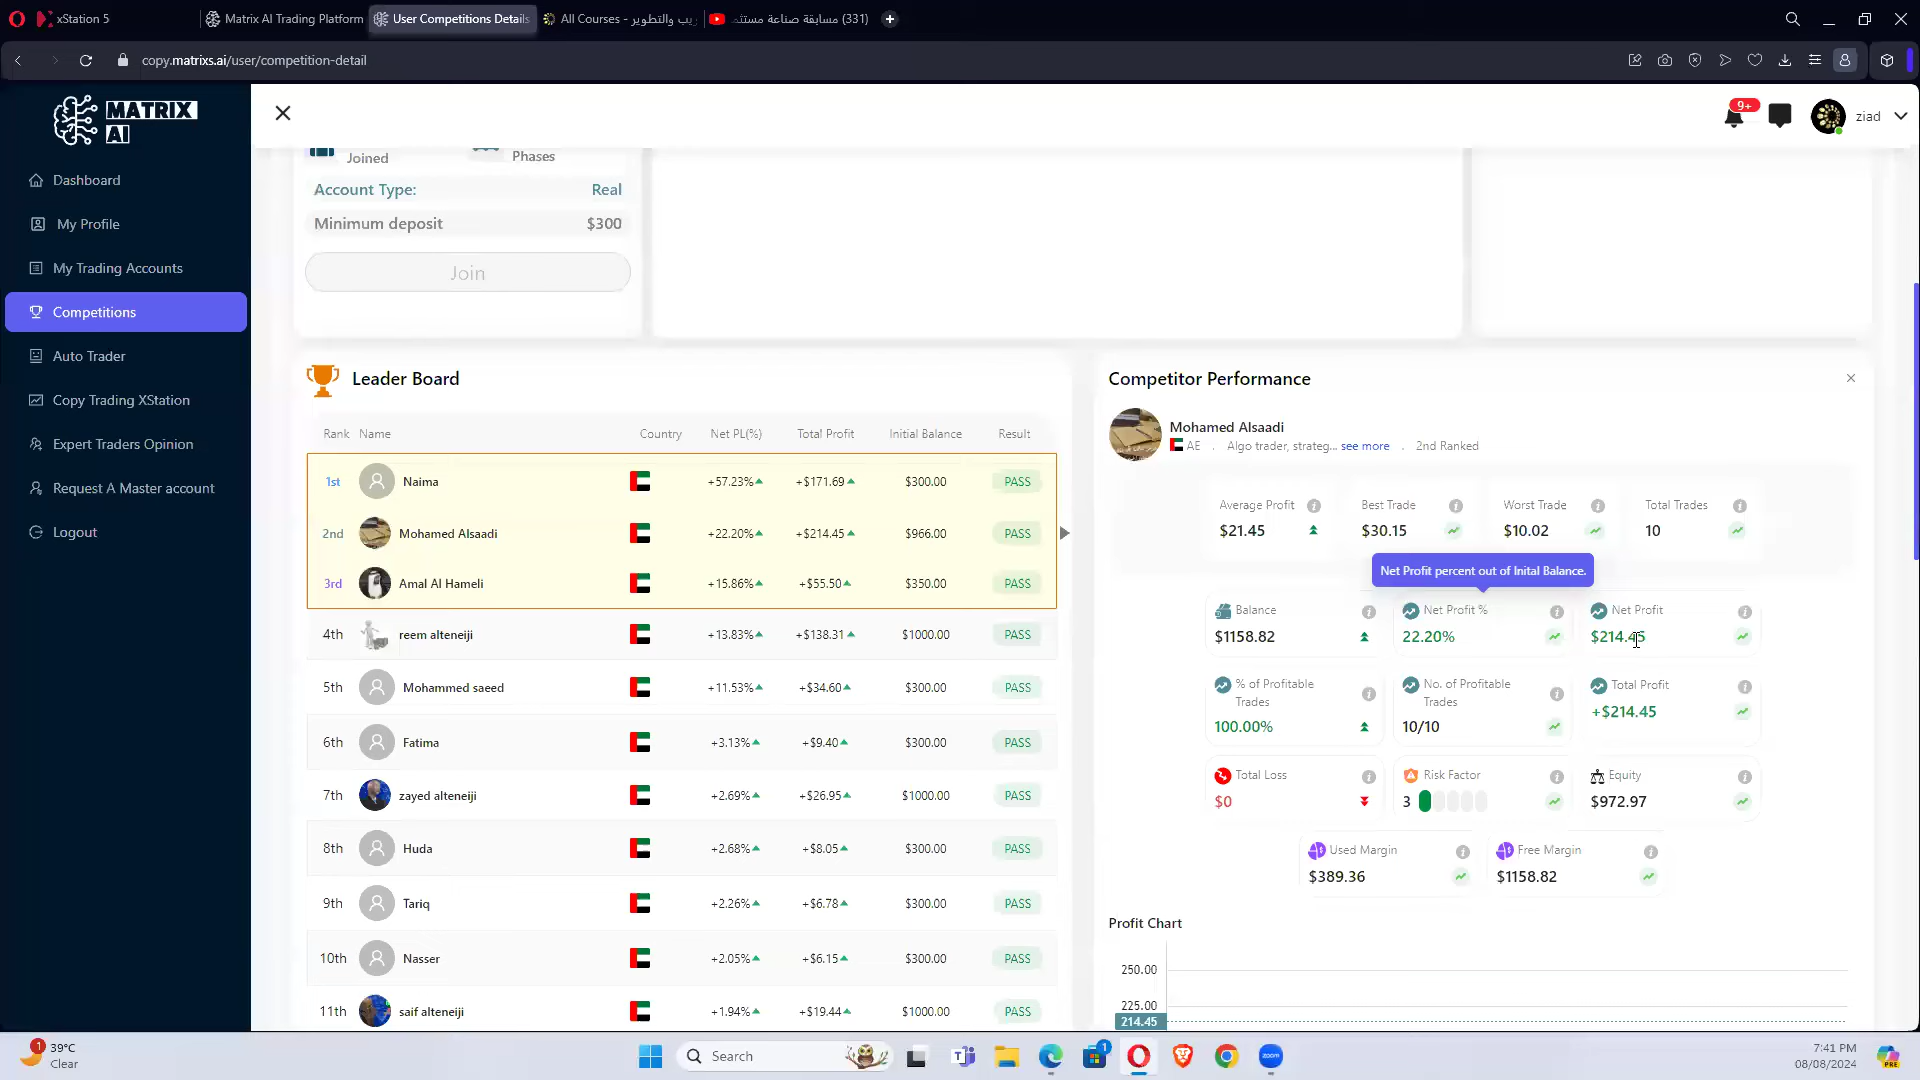 xStation 5
Matrix AI Trading Platform
User Competitions Details
All Courses - ريب والتطوير
(331) مسابقة صناعة مستثم
copy.matrixs.ai/user/competition-detail
MATRIX
AI
9+
ziad
Dashboard
My Profile
My Trading Accounts
Competitions
Auto Trader
Copy Trading XStation
Expert Traders Opinion
Request A Master account
Logout
Joined
Phases
Account Type: Real
Minimum deposit $300
Join
Leader Board
Rank Name Country Net PL(%) Total Profit Initial Balance Result
1st Naima +57.23% +$171.69 $300.00 PASS
2nd Mohamed Alsaadi +22.20% +$214.45 $966.00 PASS
3rd Amal Al Hameli +15.86% +$55.50 $350.00 PASS
4th reem alteneiji +13.83% +$138.31 $1000.00 PASS
5th Mohammed saeed +11.53% +$34.60 $300.00 PASS
6th Fatima +3.13% +$9.40 $300.00 PASS
7th zayed alteneiji +2.69% +$26.95 $1000.00 PASS
8th Huda +2.68% +$8.05 $300.00 PASS
9th Tariq +2.26% +$6.78 $300.00 PASS
10th Nasser +2.05% +$6.15 $300.00 PASS
11th saif alteneiji +1.94% +$19.44 $1000.00 PASS
Competitor Performance
Mohamed Alsaadi
AE . Algo trader, strateg... see more . 2nd Ranked
Average Profit Best Trade Worst Trade Total Trades
$21.45 $30.15 $10.02 10
Net Profit percent out of Inital Balance.
Balance Net Profit % Net Profit
$1158.82 22.20% $214.45
% of Profitable Trades No. of Profitable Trades Total Profit
100.00% 10/10 +$214.45
Total Loss Risk Factor Equity
$0 3 $972.97
Used Margin Free Margin
$389.36 $1158.82
Profit Chart
250.00
225.00
214.45
1
39°C
Clear
Search
1
zoom
7:41 PM
08/08/2024
PRE